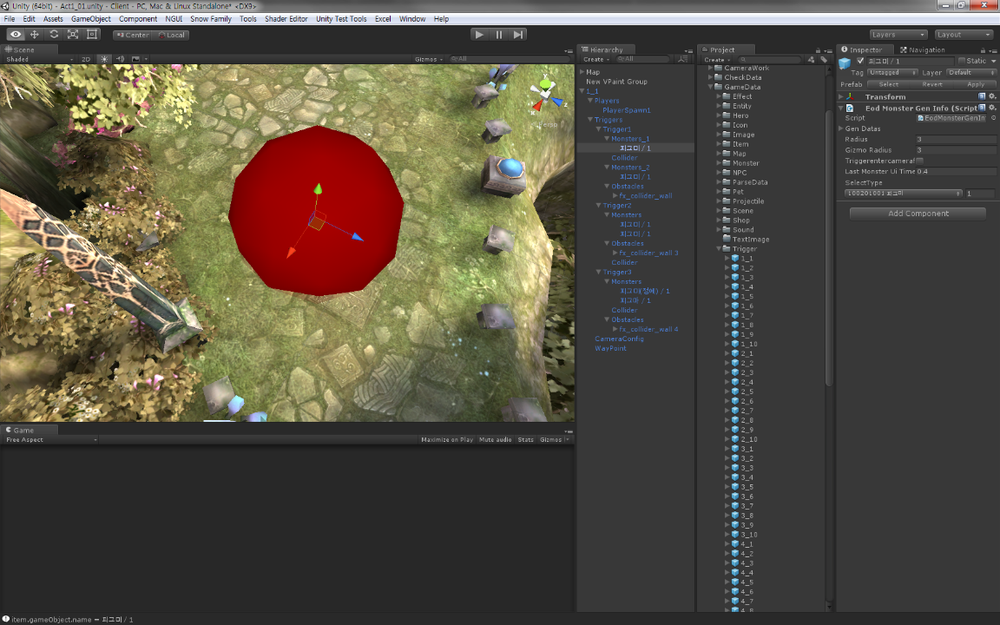 Unity (64bit) - Act1_01.unity - Client - PC, Mac & Linux Standalone* <DX9>
File Edit Assets GameObject Component NGUI Snow Family Tools Shader Editor Unity Test Tools Excel Window Help
Center Local Layers Layout
Scene
Shaded 2D Gizmos All
Persp
x z
Game
Free Aspect Maximize on Play Mute audio Stats Gizmos
Hierarchy
Create All
Map
New VPaint Group
1_1
Players
PlayerSpawn1
Triggers
Trigger1
Monsters_1
피그미 / 1
Collider
Monsters_2
피그미 / 1
Obstacles
fx_collider_wall
Trigger2
Monsters
피그미 / 1
피그미 / 1
Obstacles
fx_collider_wall 3
Collider
Trigger3
Monsters
피그미(정예) / 1
피그미 / 1
Collider
Obstacles
fx_collider_wall 4
CameraConfig
WayPoint
Project
Create
CameraWork
CheckData
GameData
Effect
Entity
Hero
Icon
Image
Item
Map
Monster
NPC
ParseData
Pet
Projectile
Scene
Shop
Sound
TextImage
Trigger
1_1
1_2
1_3
1_4
1_5
1_6
1_7
1_8
1_9
1_10
2_1
2_2
2_3
2_4
2_5
2_6
2_7
2_8
2_9
2_10
3_1
3_2
3_3
3_4
3_5
3_6
3_7
3_8
3_9
3_10
4_1
4_2
4_3
4_4
4_5
4_6
4_7
4_8
Inspector Navigation
피그미 / 1 Static
Tag Untagged Layer Default
Prefab Select Revert Apply
Transform
Eod Monster Gen Info (Script
Script EodMonsterGenIn
Gen Datas
Radius 3
Gizmo Radius 3
Triggerentercameral
Last Monster Ui Time 0.4
SelectType
100201001 피그미 1
Add Component
item.gameObject.name = 피그미 / 1